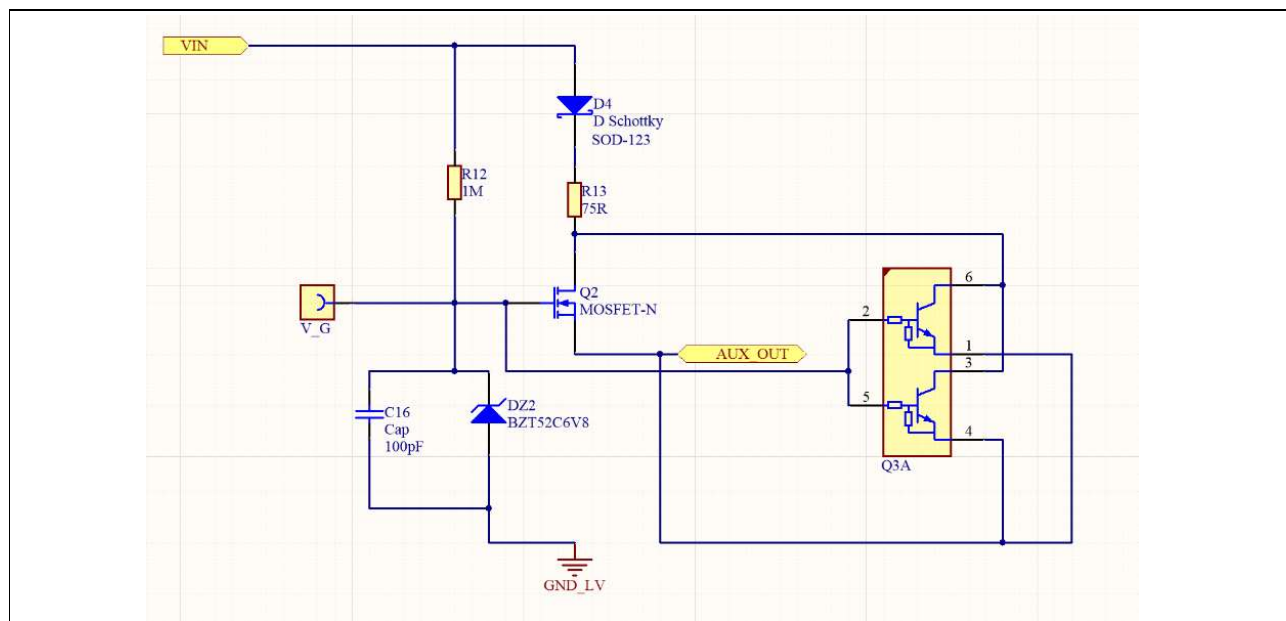 VIN
D4
D Schottky
SOD-123
R12
1M
R13
75R
V_G
Q2
MOSFET-N
AUX_OUT
2
5
6
1
3
4
Q3A
C16
Cap
100pF
DZ2
BZT52C6V8
GND_LV